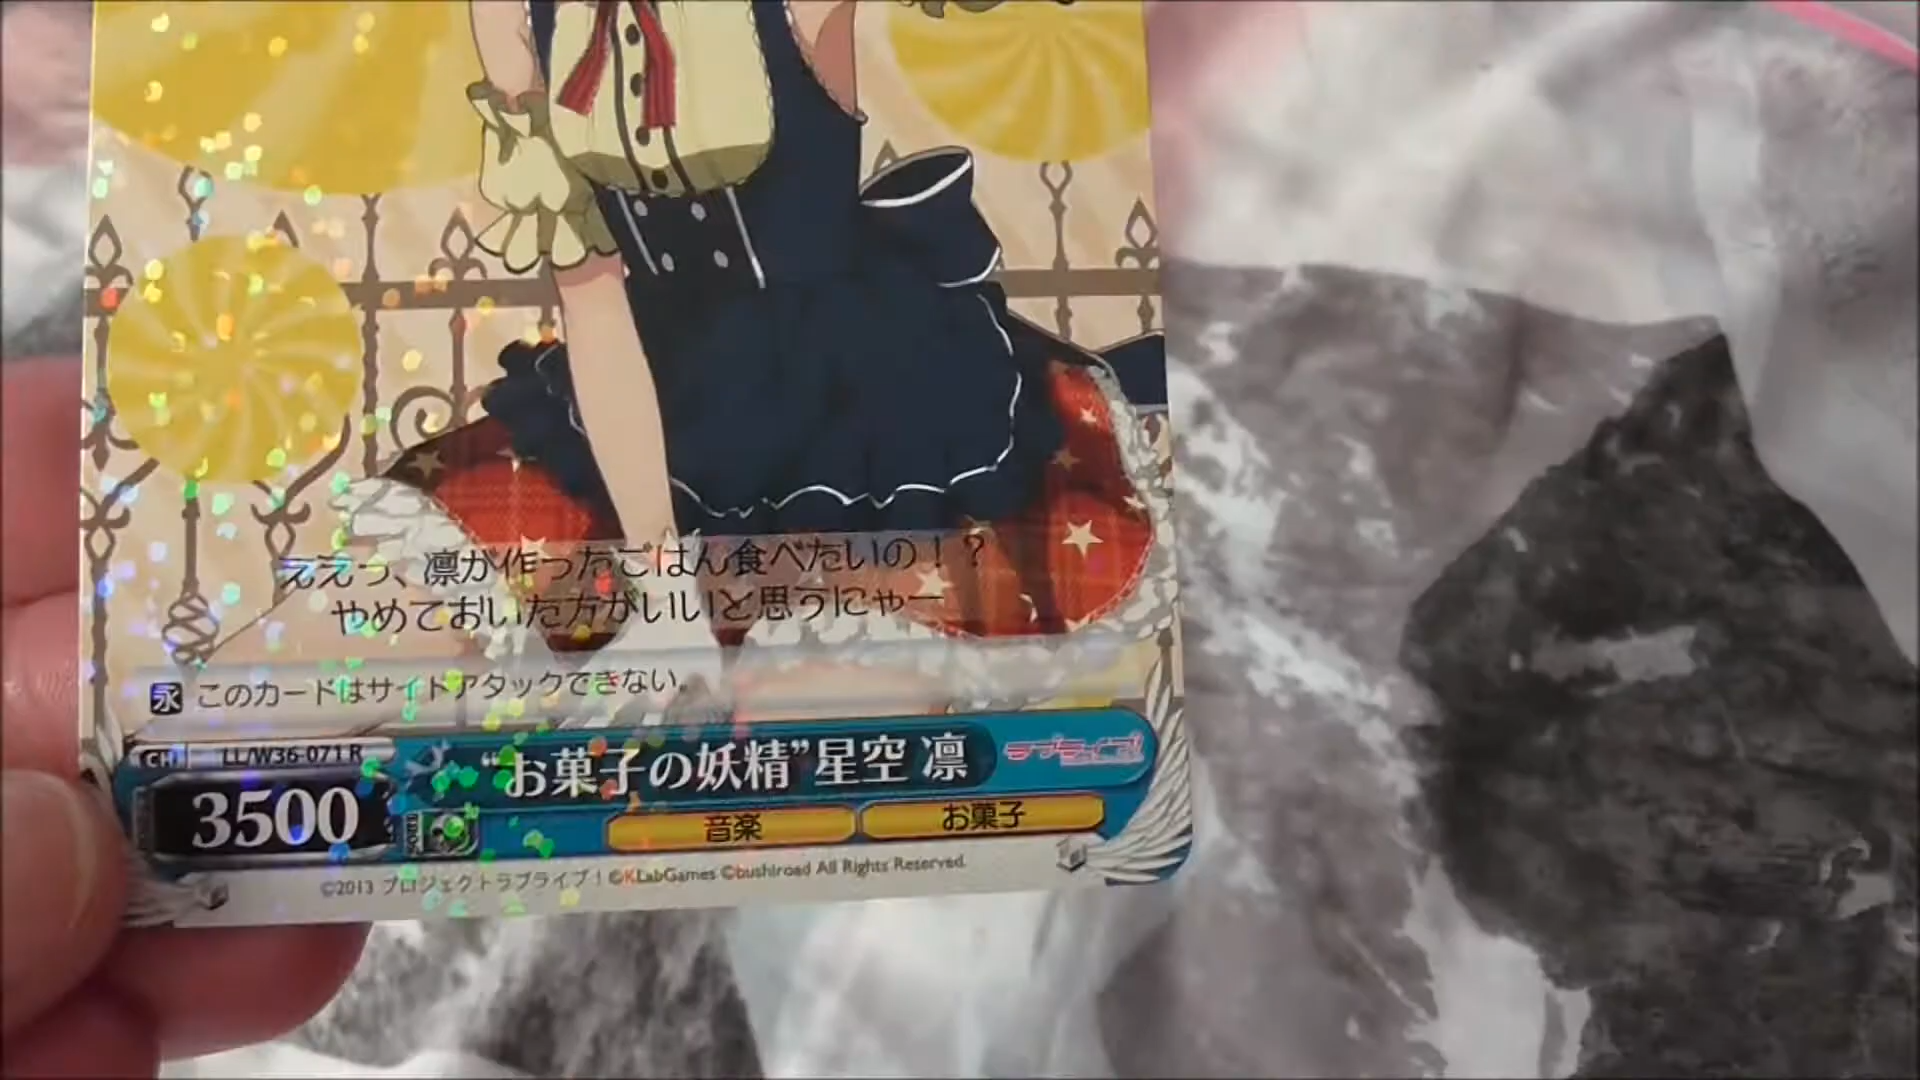 ええっ、凛が作ったごはん食べたいの！？
やめておいた方がいいと思うにゃー
永 このカードはサイドアタックできない。
CH LL/W36-071 R
"お菓子の妖精"星空 凛
ラブライブ!
3500
音楽
お菓子
©2013 プロジェクトラブライブ！ ©KLabGames ©bushiroad All Rights Reserved.